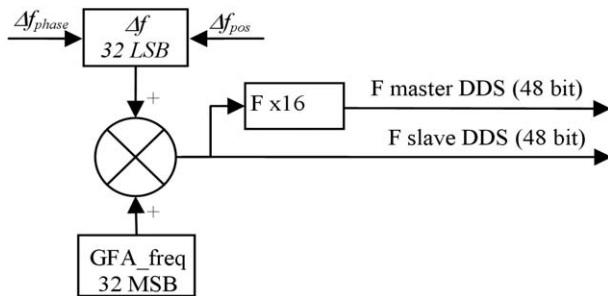 Δf_phase
Δf
32 LSB
Δf_pos
+
F x16
F master DDS (48 bit)
F slave DDS (48 bit)
+
GFA_freq
32 MSB